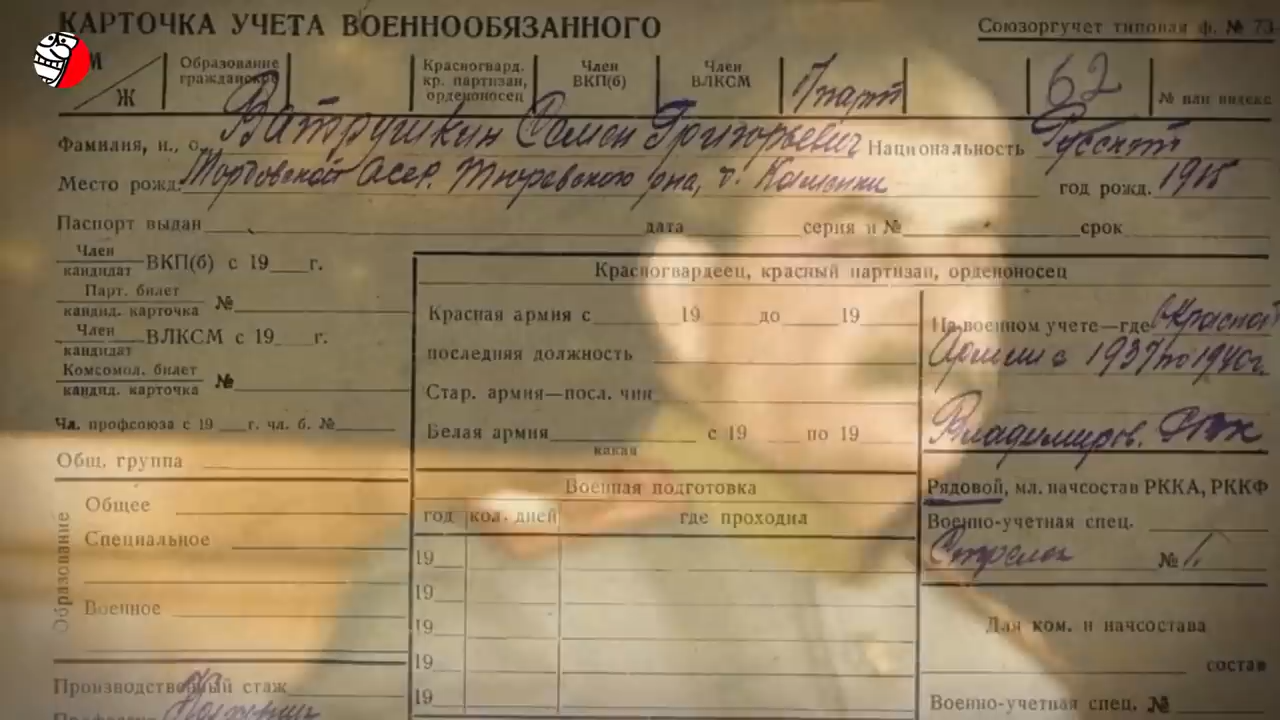 КАРТОЧКА УЧЕТА ВОЕННООБЯЗАННОГО
Союзоргучет типовая ф. № 73
М
Ж
Образование гражданское
Красногвард. кр. партизан, орденоносец
Член ВКП(б)
Член ВЛКСМ
62
№ или индекс
Фамилия, и., о. Ватрушкин Семен Григорьевич Национальность Русский
Место рожд. Мордовской Асср. р-на, год рожд. 1915
Паспорт выдан дата серия и № срок
Член
кандидат ВКП(б) с 19 г.
Парт. билет
канд. карточка №
Член
кандидат ВЛКСМ с 19 г.
Комсомол. билет
канд. карточка №
Чл. профсоюза с 19 г. чл. б. №
Общ. группа
Образование
Общее
Специальное
Военное
Производственный стаж
Красногвардеец, красный партизан, орденоносец
Красная армия с 19 до 19
последняя должность
Стар. армия—посл. чин
Белая армия с 19 по 19
какая
Военная подготовка
год кол. дней где проходил
19
19
19
19
19
На военном учете—где в Красной
Армии с 1937 по 1940 г.
Владимиров.
Рядовой, мл. начсостав РККА, РККФ
Военно-учетная спец.
Стрелок № 1.
Для ком. и начсостава
состав
Военно-учетная спец. №